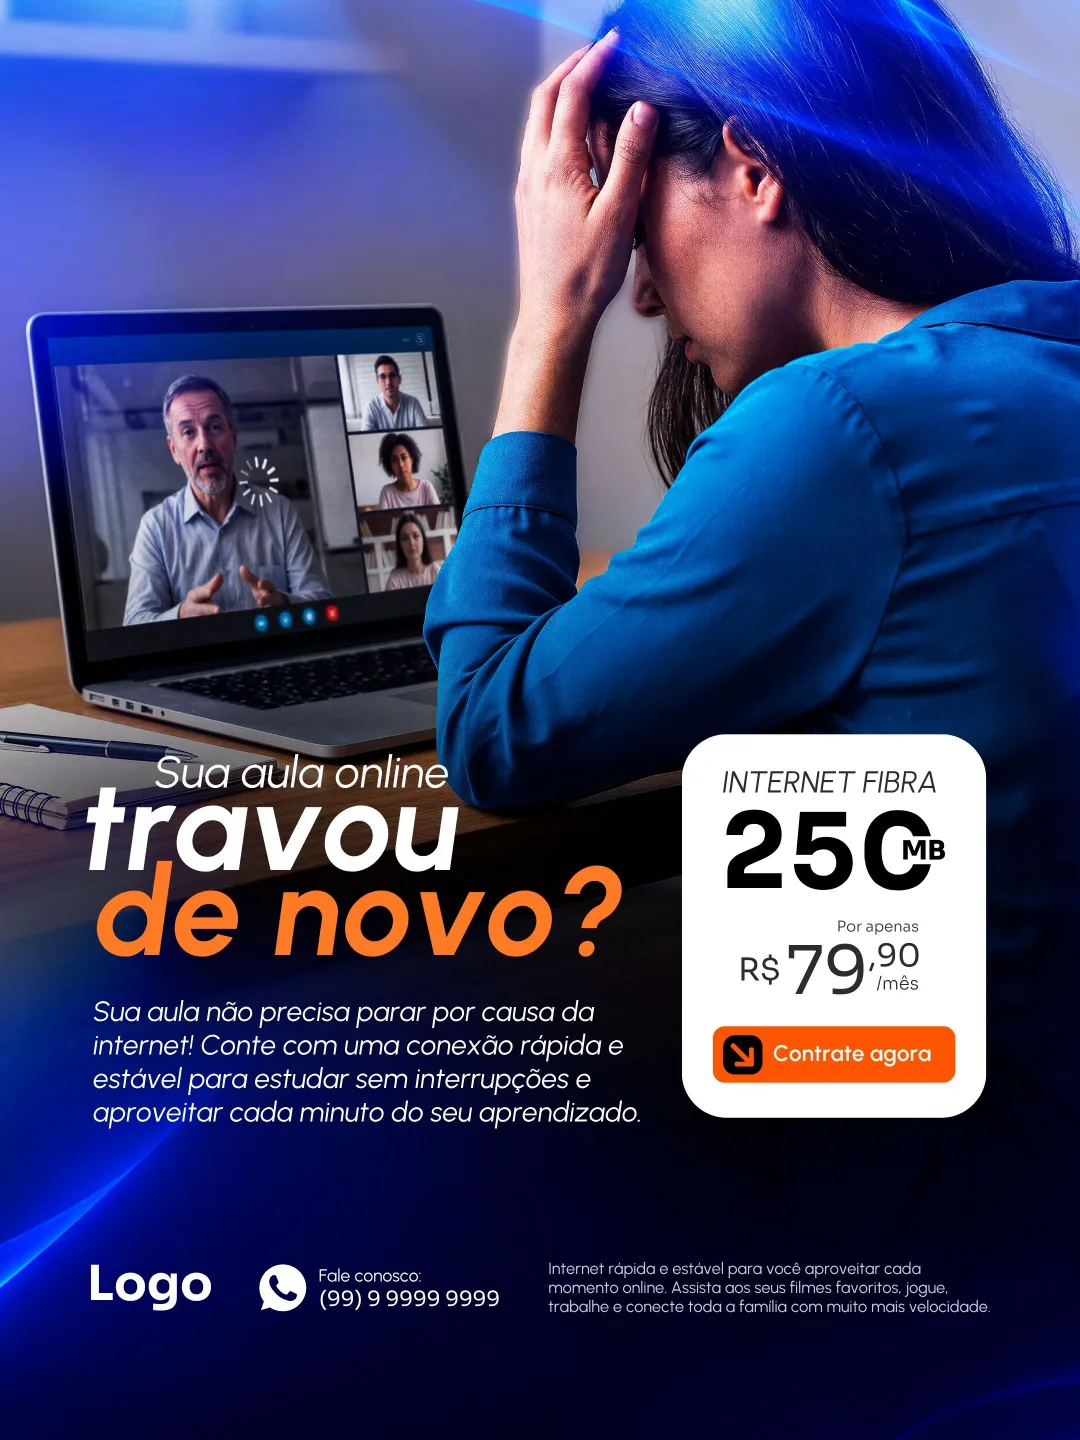 Sua aula online
travou
de novo?
Sua aula não precisa parar por causa da
internet! Conte com uma conexão rápida e
estável para estudar sem interrupções e
aproveitar cada minuto do seu aprendizado.
INTERNET FIBRA
250 MB
Por apenas
R$ 79,90
/mês
Contrate agora
Logo
Fale conosco:
(99) 9 9999 9999
Internet rápida e estável para você aproveitar cada
momento online. Assista aos seus filmes favoritos, jogue,
trabalhe e conecte toda a família com muito mais velocidade.